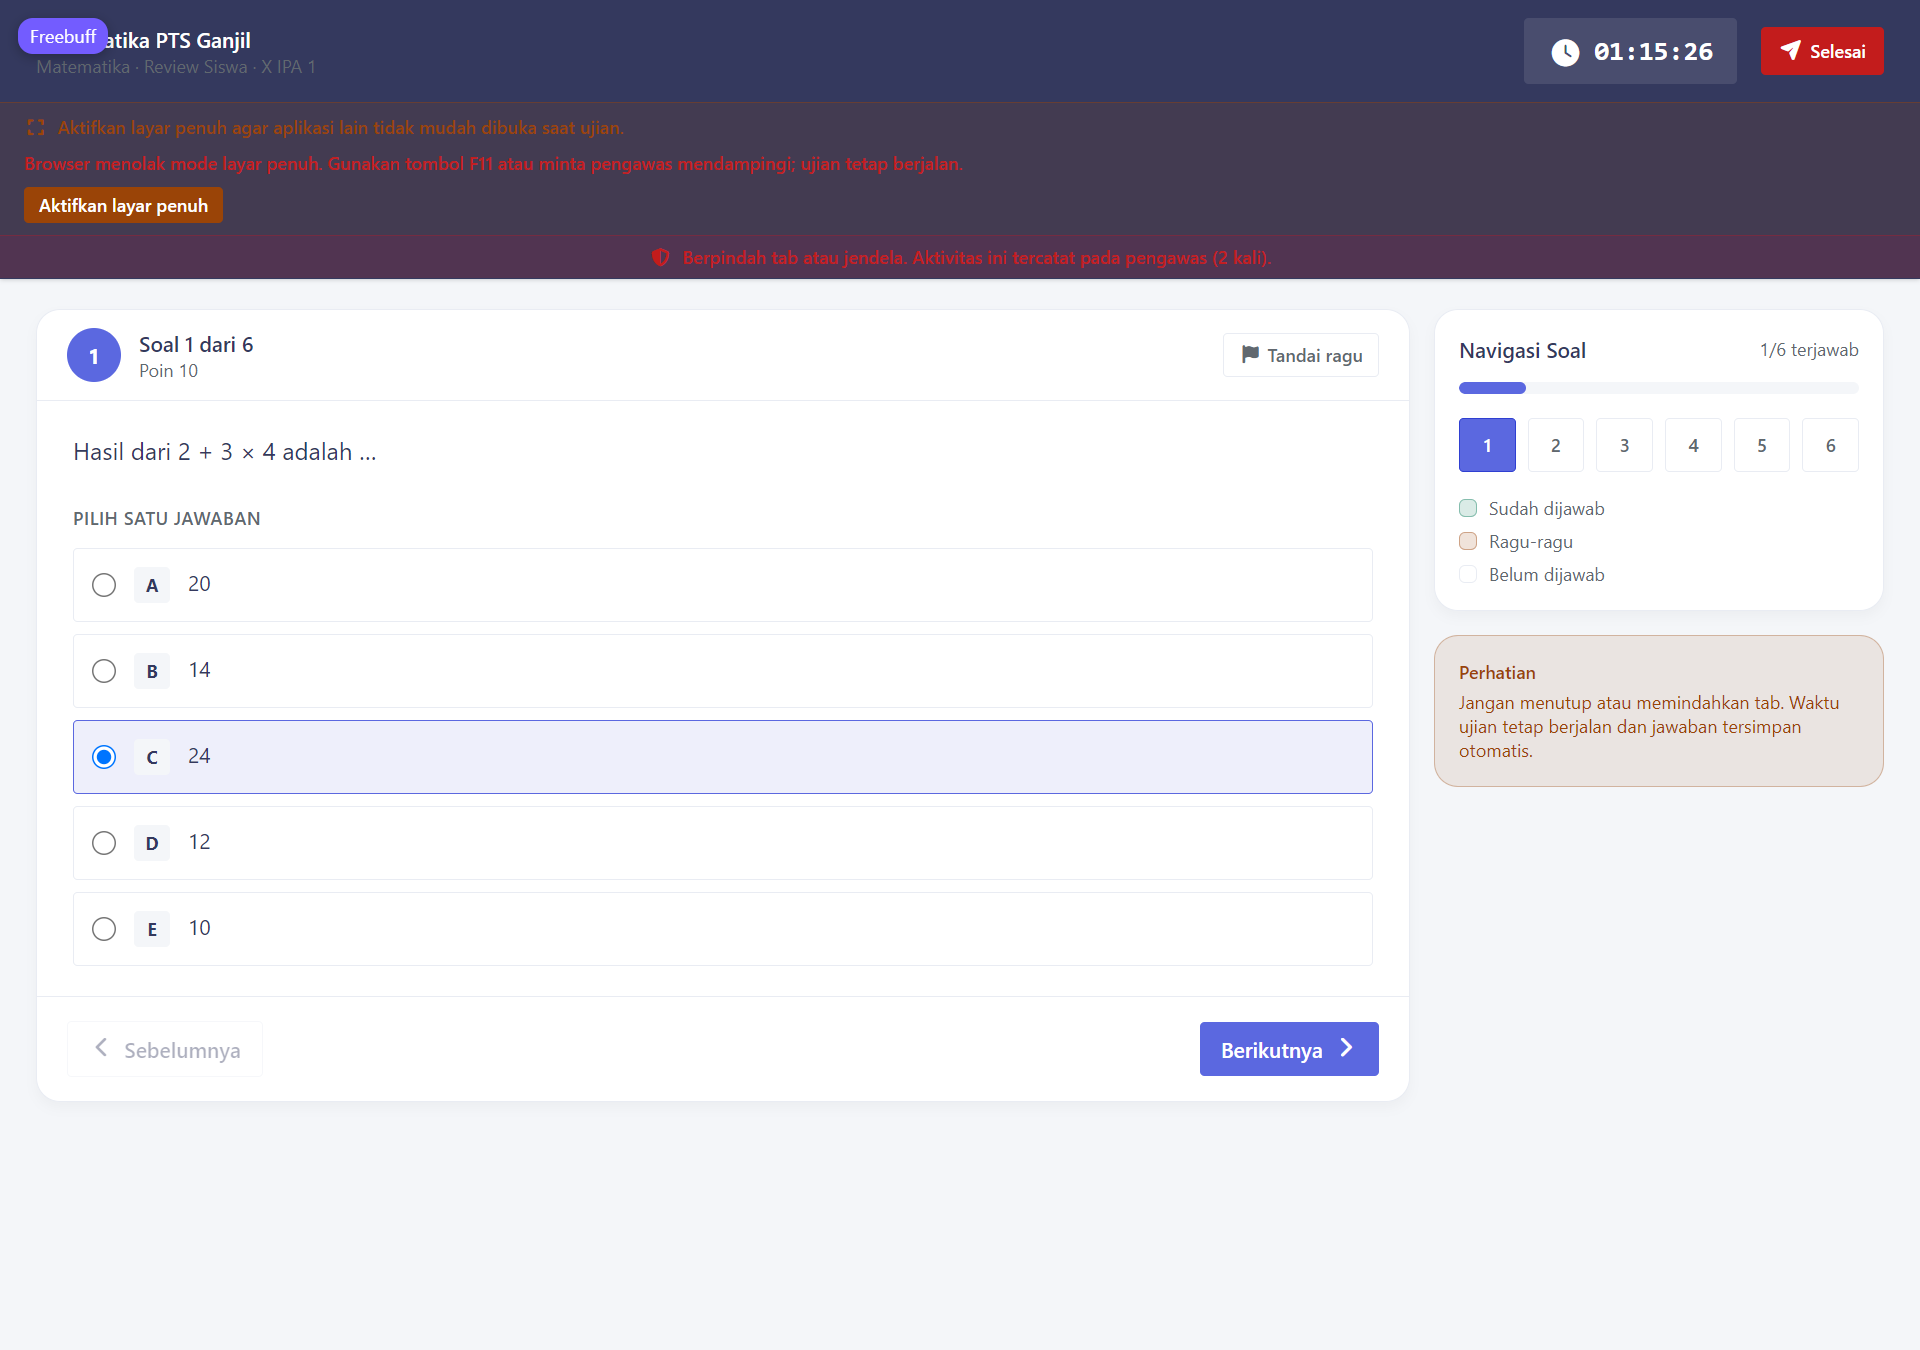 Freebuff
atika PTS Ganjil
Matematika · Review Siswa · X IPA 1
01:15:26
Selesai
Aktifkan layar penuh agar aplikasi lain tidak mudah dibuka saat ujian.
Browser menolak mode layar penuh. Gunakan tombol F11 atau minta pengawas mendampingi; ujian tetap berjalan.
Aktifkan layar penuh
Berpindah tab atau jendela. Aktivitas ini tercatat pada pengawas (2 kali).
1
Soal 1 dari 6
Poin 10
Tandai ragu
Hasil dari 2 + 3 × 4 adalah ...
PILIH SATU JAWABAN
A 20
B 14
C 24
D 12
E 10
Sebelumnya
Berikutnya
Navigasi Soal
1/6 terjawab
1 2 3 4 5 6
Sudah dijawab
Ragu-ragu
Belum dijawab
Perhatian
Jangan menutup atau memindahkan tab. Waktu
ujian tetap berjalan dan jawaban tersimpan
otomatis.